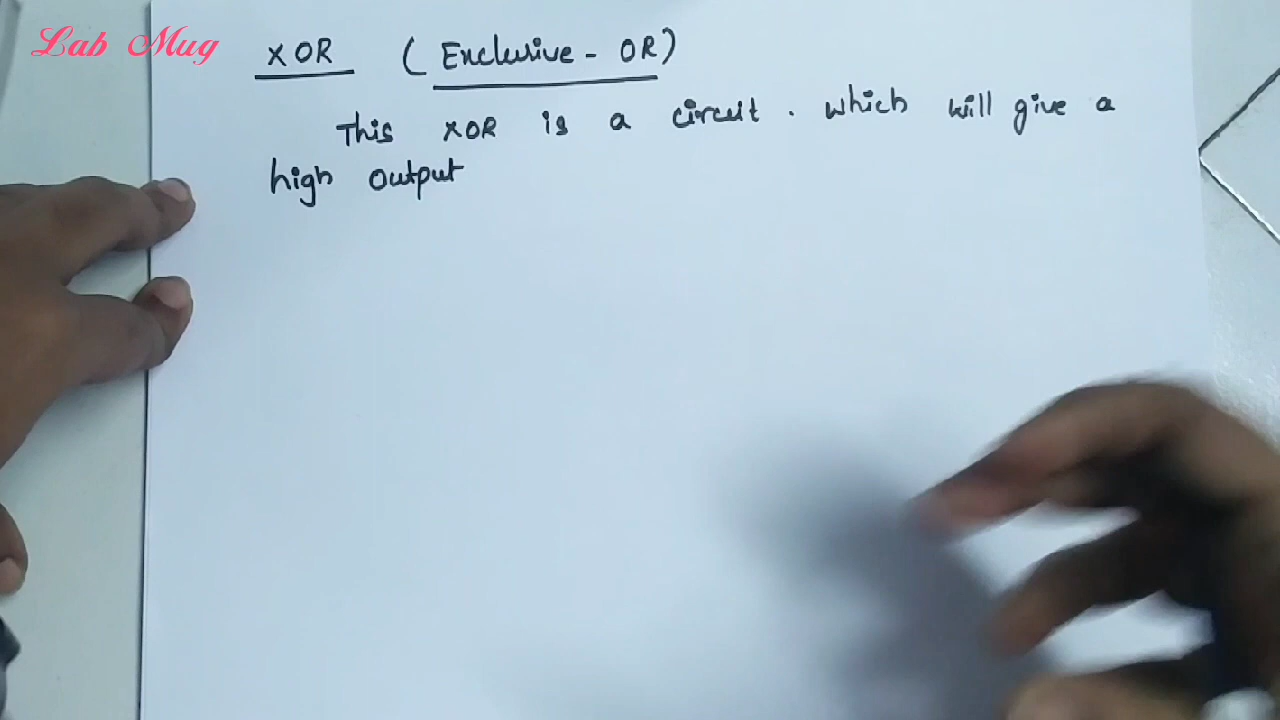 Lab Mug
XOR (Exclusive - OR)
This XOR is a circuit . which will give a
high output